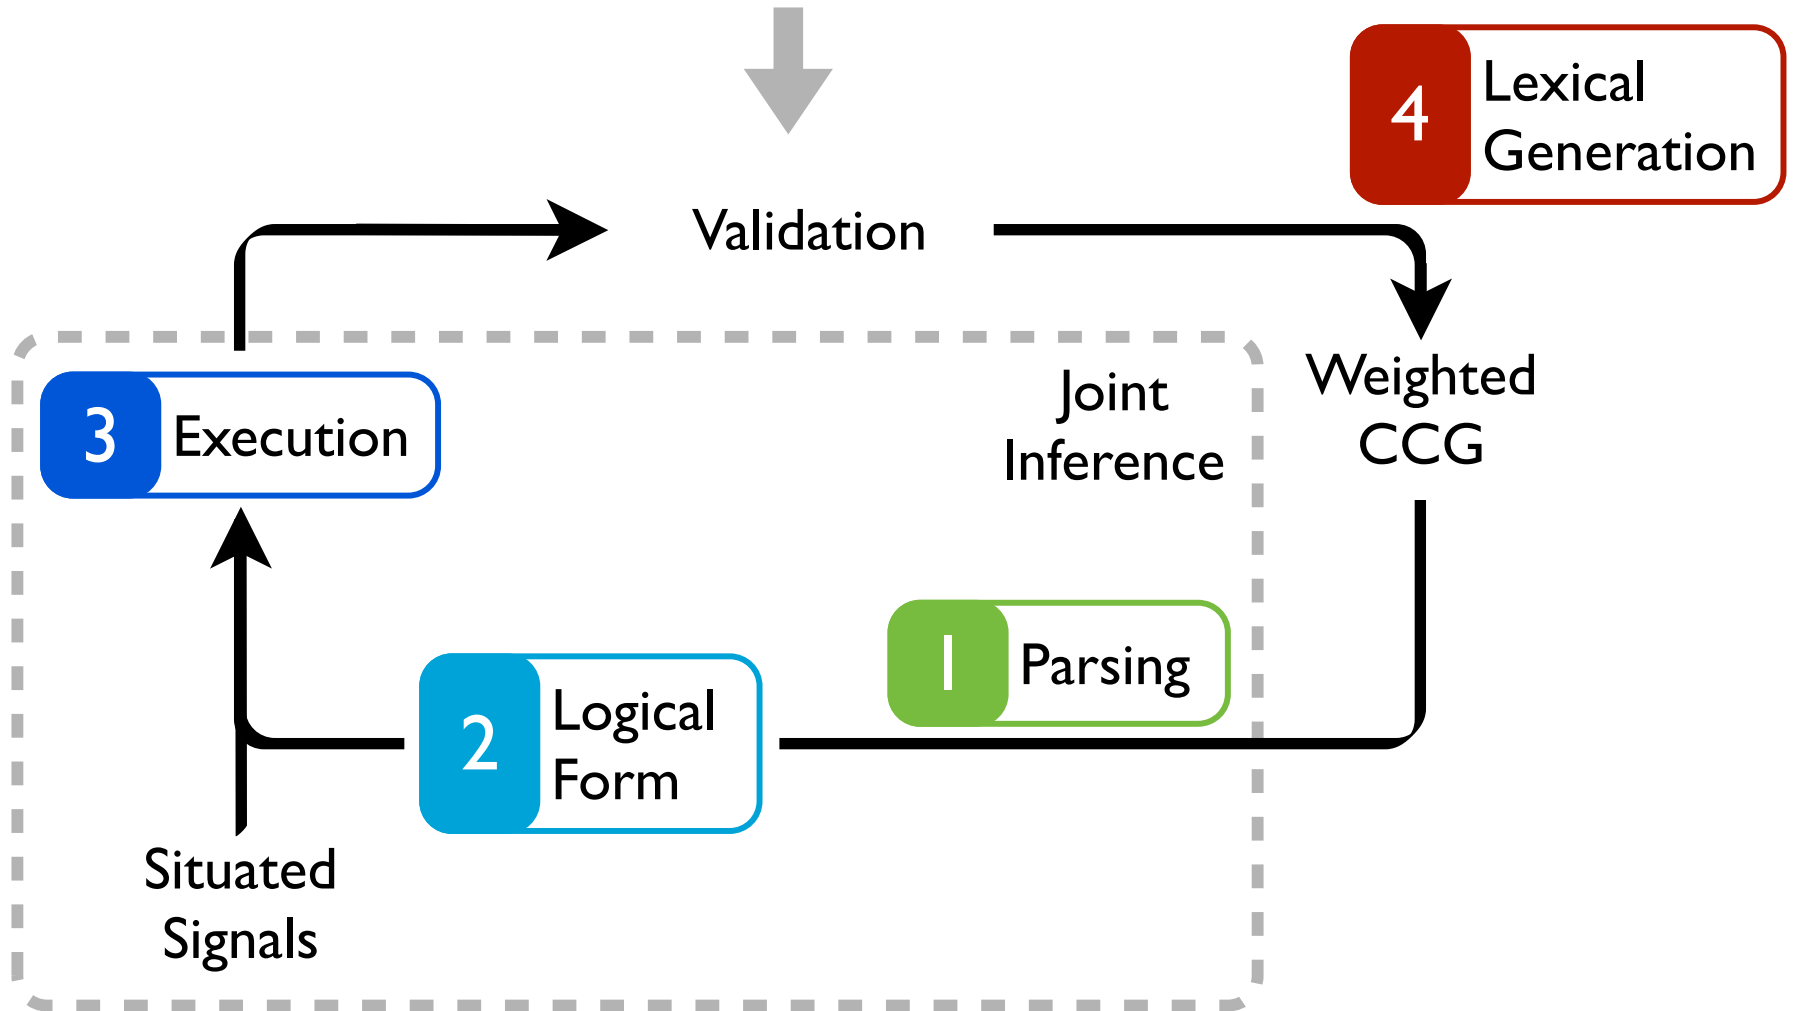 4
Lexical
Generation
Validation
Weighted
CCG
Joint
Inference
3
Execution
1
Parsing
2
Logical
Form
Situated
Signals